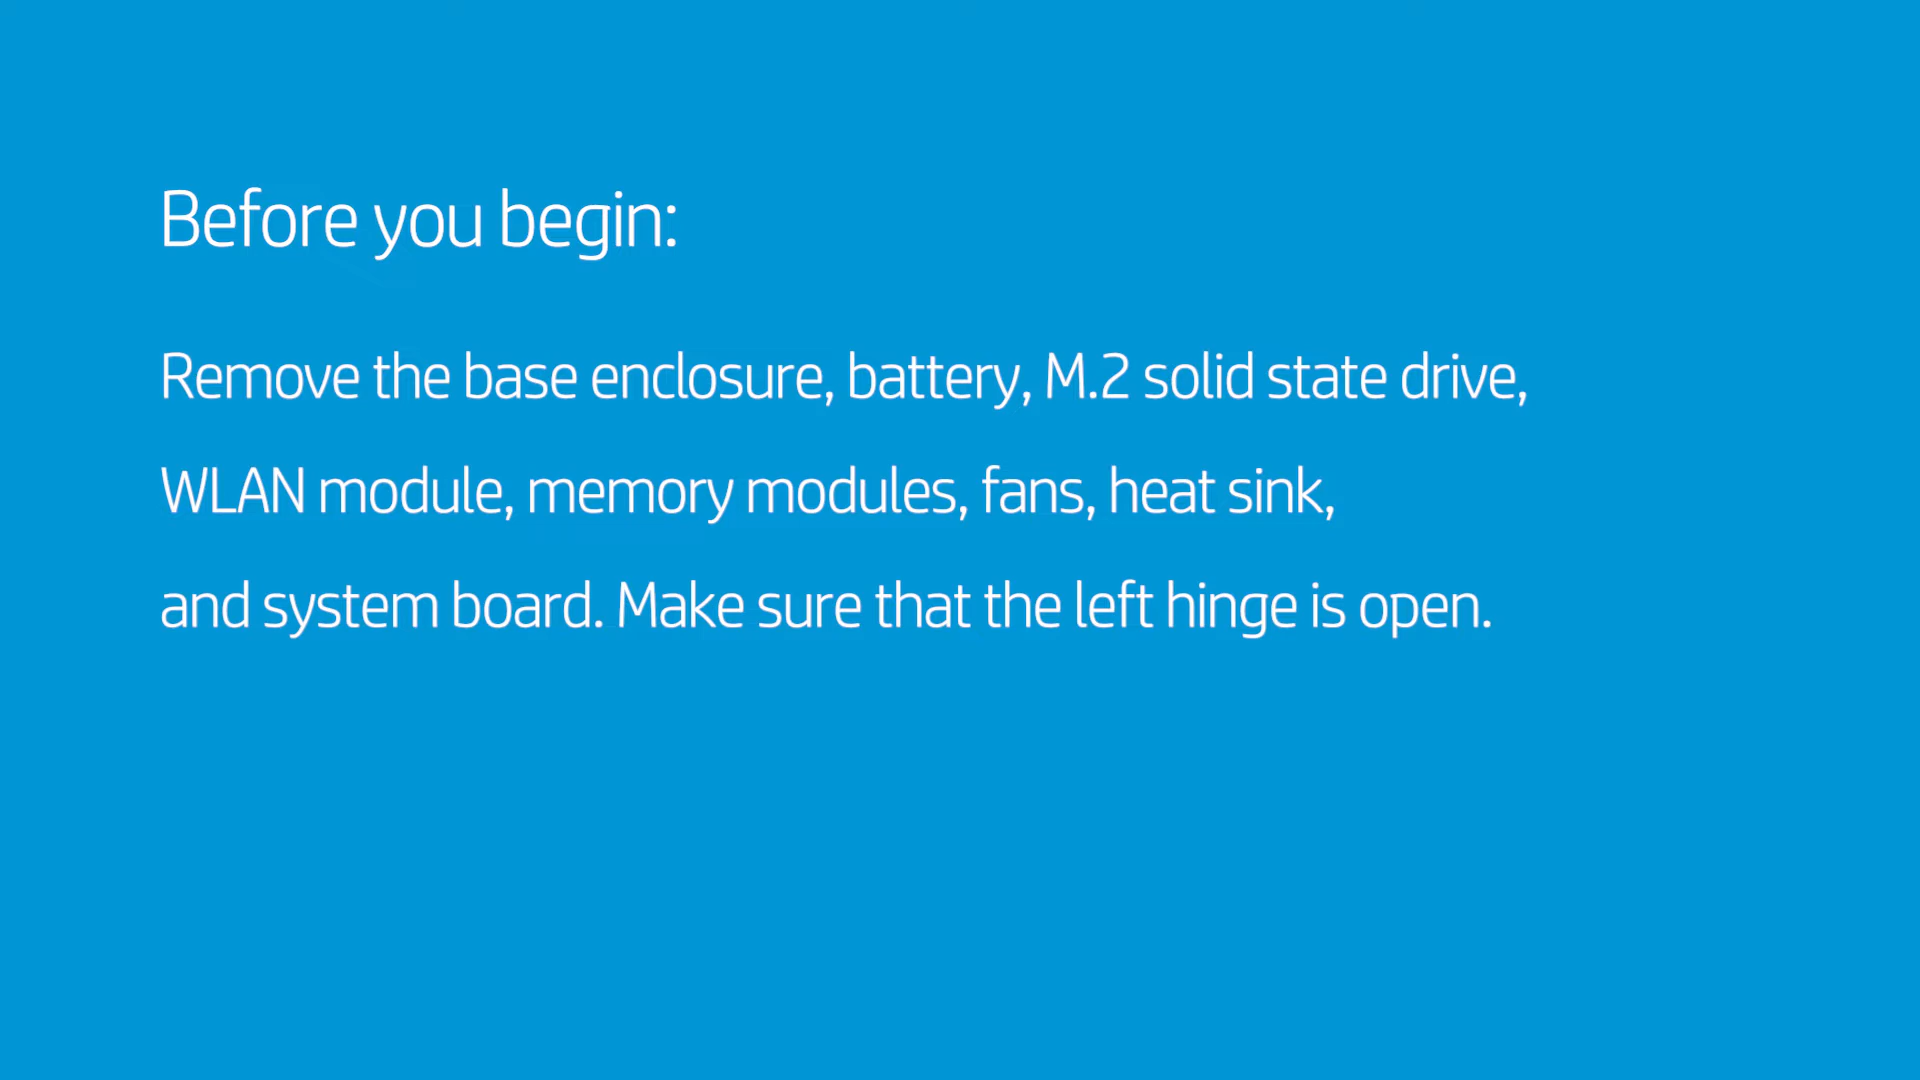 Before you begin:
Remove the base enclosure, battery, M.2 solid state drive,
WLAN module, memory modules, fans, heat sink,
and system board. Make sure that the left hinge is open.